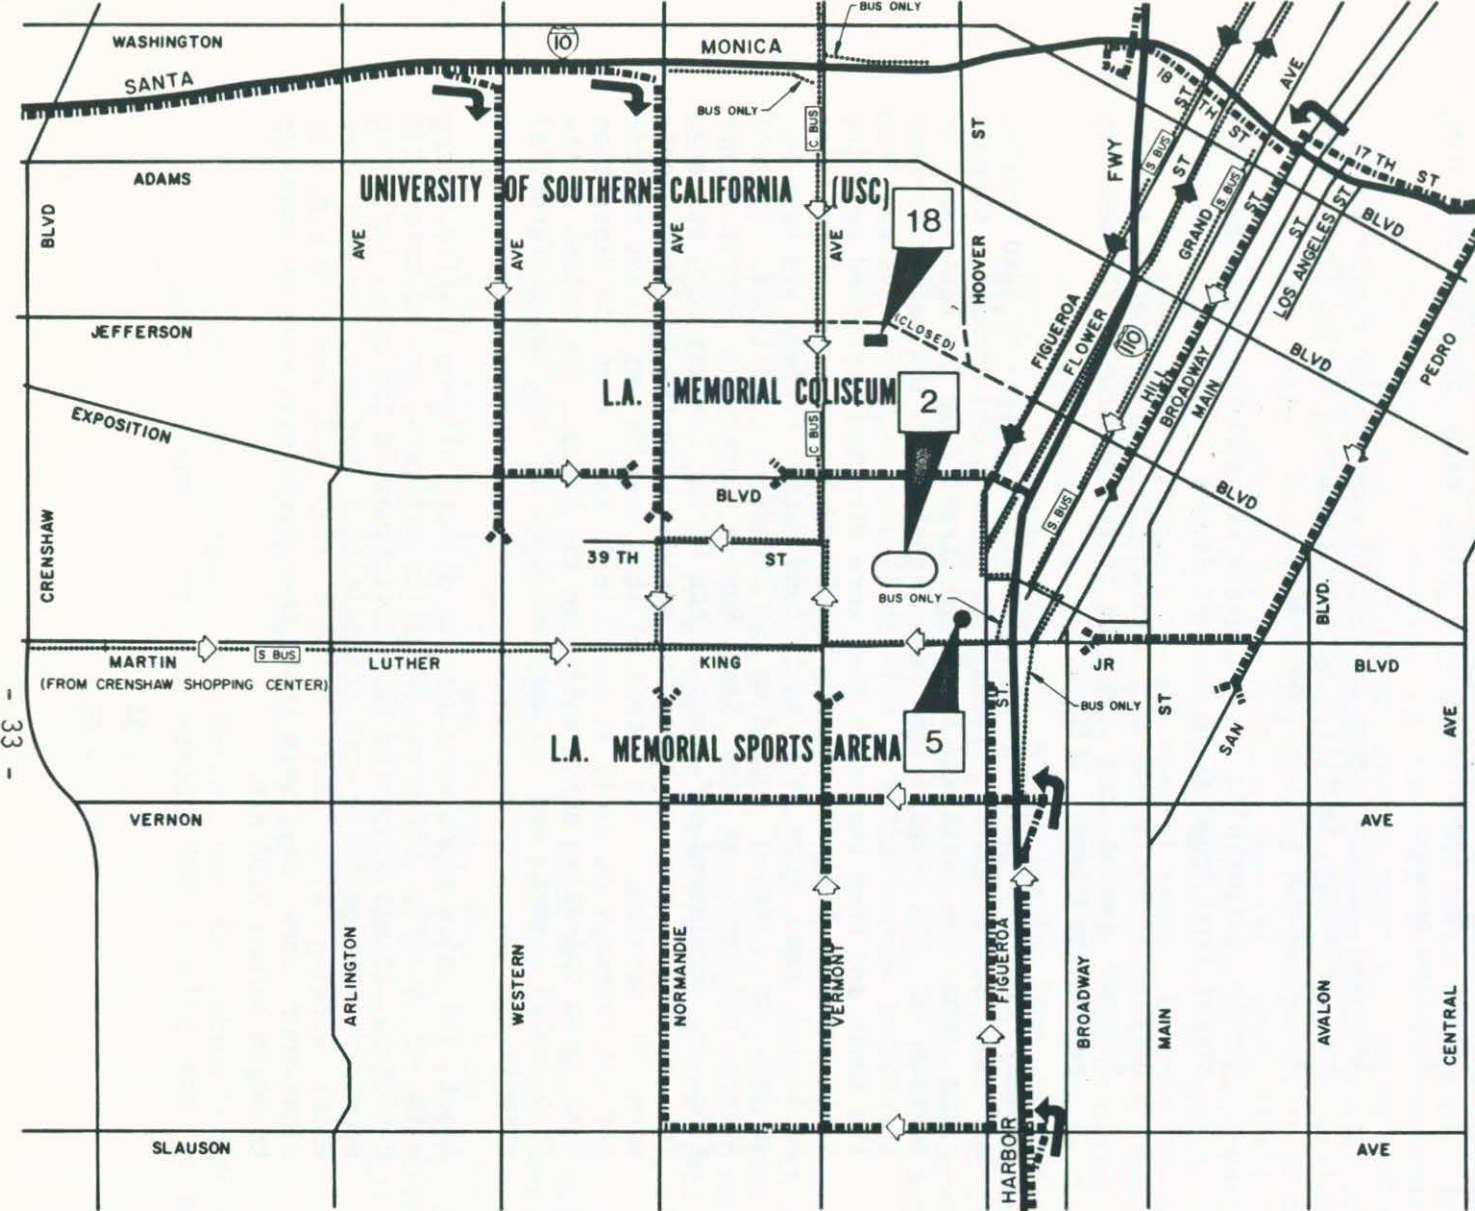 BUS ONLY
WASHINGTON
10
MONICA
SANTA
BUS ONLY
C BUS
ST
FWY
18 TH ST
ST
AVE
S BUS
17 TH ST
ADAMS
UNIVERSITY OF SOUTHERN CALIFORNIA (USC)
18
BLVD
AVE
AVE
AVE
AVE
HOOVER
ST
GRAND
S BUS
ST
ST
LOS ANGELES ST
BLVD
JEFFERSON
(CLOSED)
FIGUEROA
FLOWER
110
HILL
BROADWAY
MAIN
BLVD
PEDRO
L.A. MEMORIAL COLISEUM
2
EXPOSITION
C BUS
BLVD
BLVD
S. BUS
CRENSHAW
39 TH ST
BUS ONLY
BLVD.
S BUS
MARTIN LUTHER KING JR BLVD
(FROM CRENSHAW SHOPPING CENTER)
ST.
BUS ONLY
ST
SAN
AVE
- 33 -
L.A. MEMORIAL SPORTS ARENA
5
VERNON
AVE
ARLINGTON
WESTERN
NORMANDIE
VERMONT
FIGUEROA
BROADWAY
MAIN
AVALON
CENTRAL
HARBOR
SLAUSON
AVE